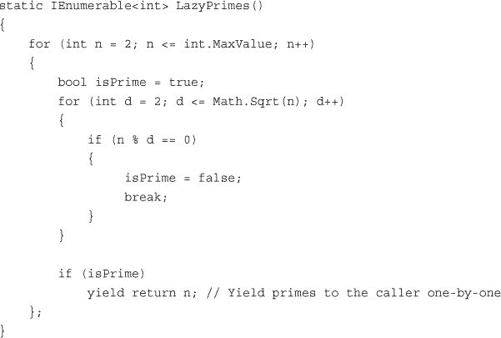 static IEnumerable<int> LazyPrimes()
{
    for (int n = 2; n <= int.MaxValue; n++)
    {
        bool isPrime = true;
        for (int d = 2; d <= Math.Sqrt(n); d++)
        {
            if (n % d == 0)
            {
                 isPrime = false;
                 break;
            }
        }

        if (isPrime)
            yield return n; // Yield primes to the caller one-by-one
    };
}